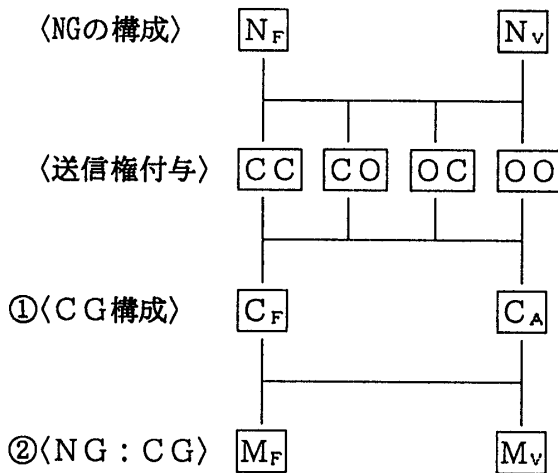 〈NGの構成〉 N_F N_V
〈送信権付与〉 CC CO OC OO
①〈CG構成〉 C_F C_A
②〈NG:CG〉 M_F M_V